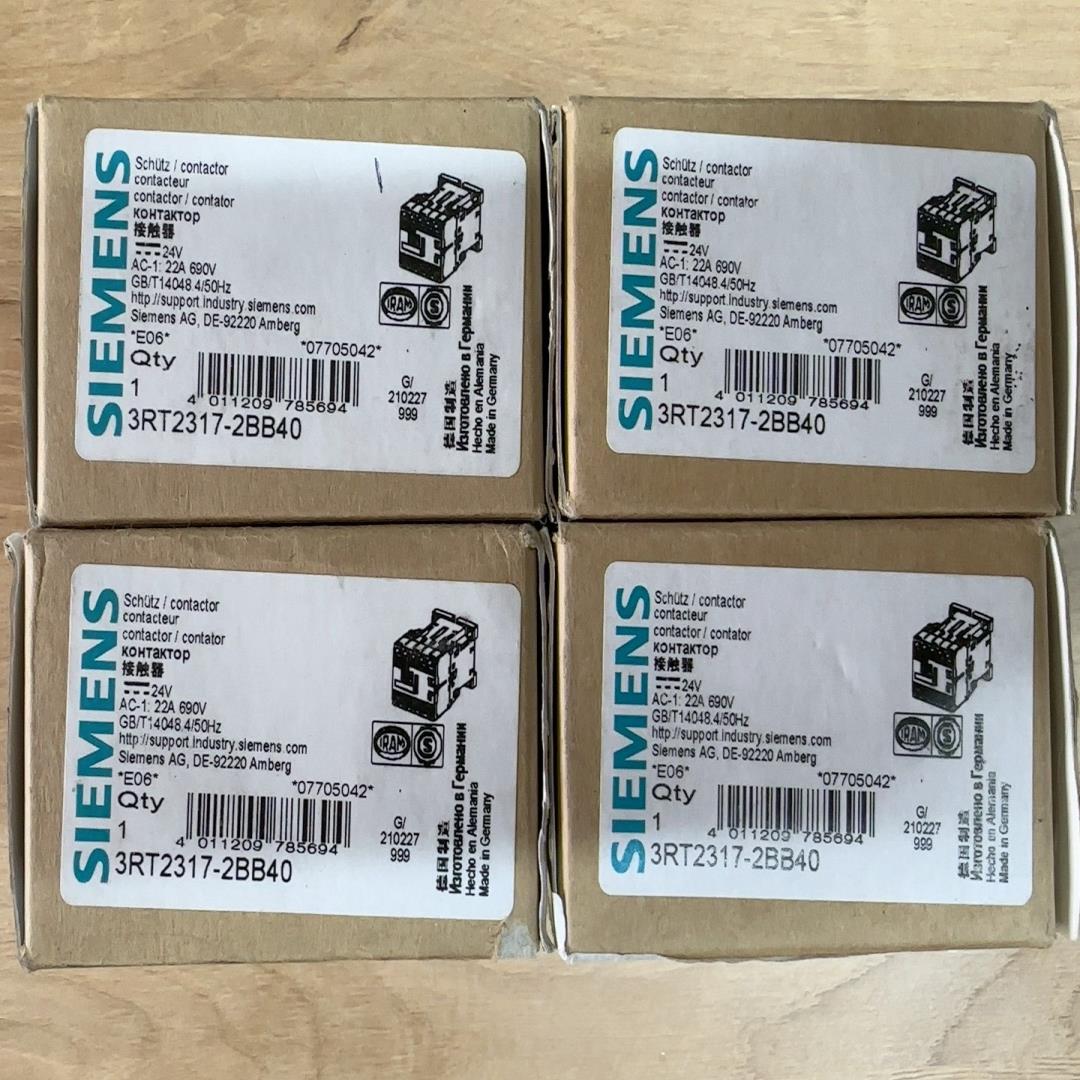 SIEMENS
Schütz / contactor
contacteur
contactor / contator
контактор
接触器
24V
AC-1: 22A 690V
GB/T14048.4/50Hz
http://support.industry.siemens.com
Siemens AG, DE-92220 Amberg
*E06*
*07705042*
Qty
1
4 011209 785694
3RT2317-2BB40
G/
210227
999
IRAM
S
德国制造
Изготовлено в Германии
Hecho en Alemania
Made in Germany
SIEMENS
Schütz / contactor
contacteur
contactor / contator
контактор
接触器
24V
AC-1: 22A 690V
GB/T14048.4/50Hz
http://support.industry.siemens.com
Siemens AG, DE-92220 Amberg
*E06*
*07705042*
Qty
1
4 011209 785694
3RT2317-2BB40
G/
210227
999
IRAM
S
德国制造
Изготовлено в Германии
Hecho en Alemania
Made in Germany
SIEMENS
Schütz / contactor
contacteur
contactor / contator
контактор
接触器
24V
AC-1: 22A 690V
GB/T14048.4/50Hz
http://support.industry.siemens.com
Siemens AG, DE-92220 Amberg
*E06*
*07705042*
Qty
1
4 011209 785694
3RT2317-2BB40
G/
210227
999
IRAM
S
德国制造
Изготовлено в Германии
Hecho en Alemania
Made in Germany
SIEMENS
Schütz / contactor
contacteur
contactor / contator
контактор
接触器
24V
AC-1: 22A 690V
GB/T14048.4/50Hz
http://support.industry.siemens.com
Siemens AG, DE-92220 Amberg
*E06*
*07705042*
Qty
1
4 011209 785694
3RT2317-2BB40
G/
210227
999
IRAM
S
德国制造
Изготовлено в Германии
Hecho en Alemania
Made in Germany